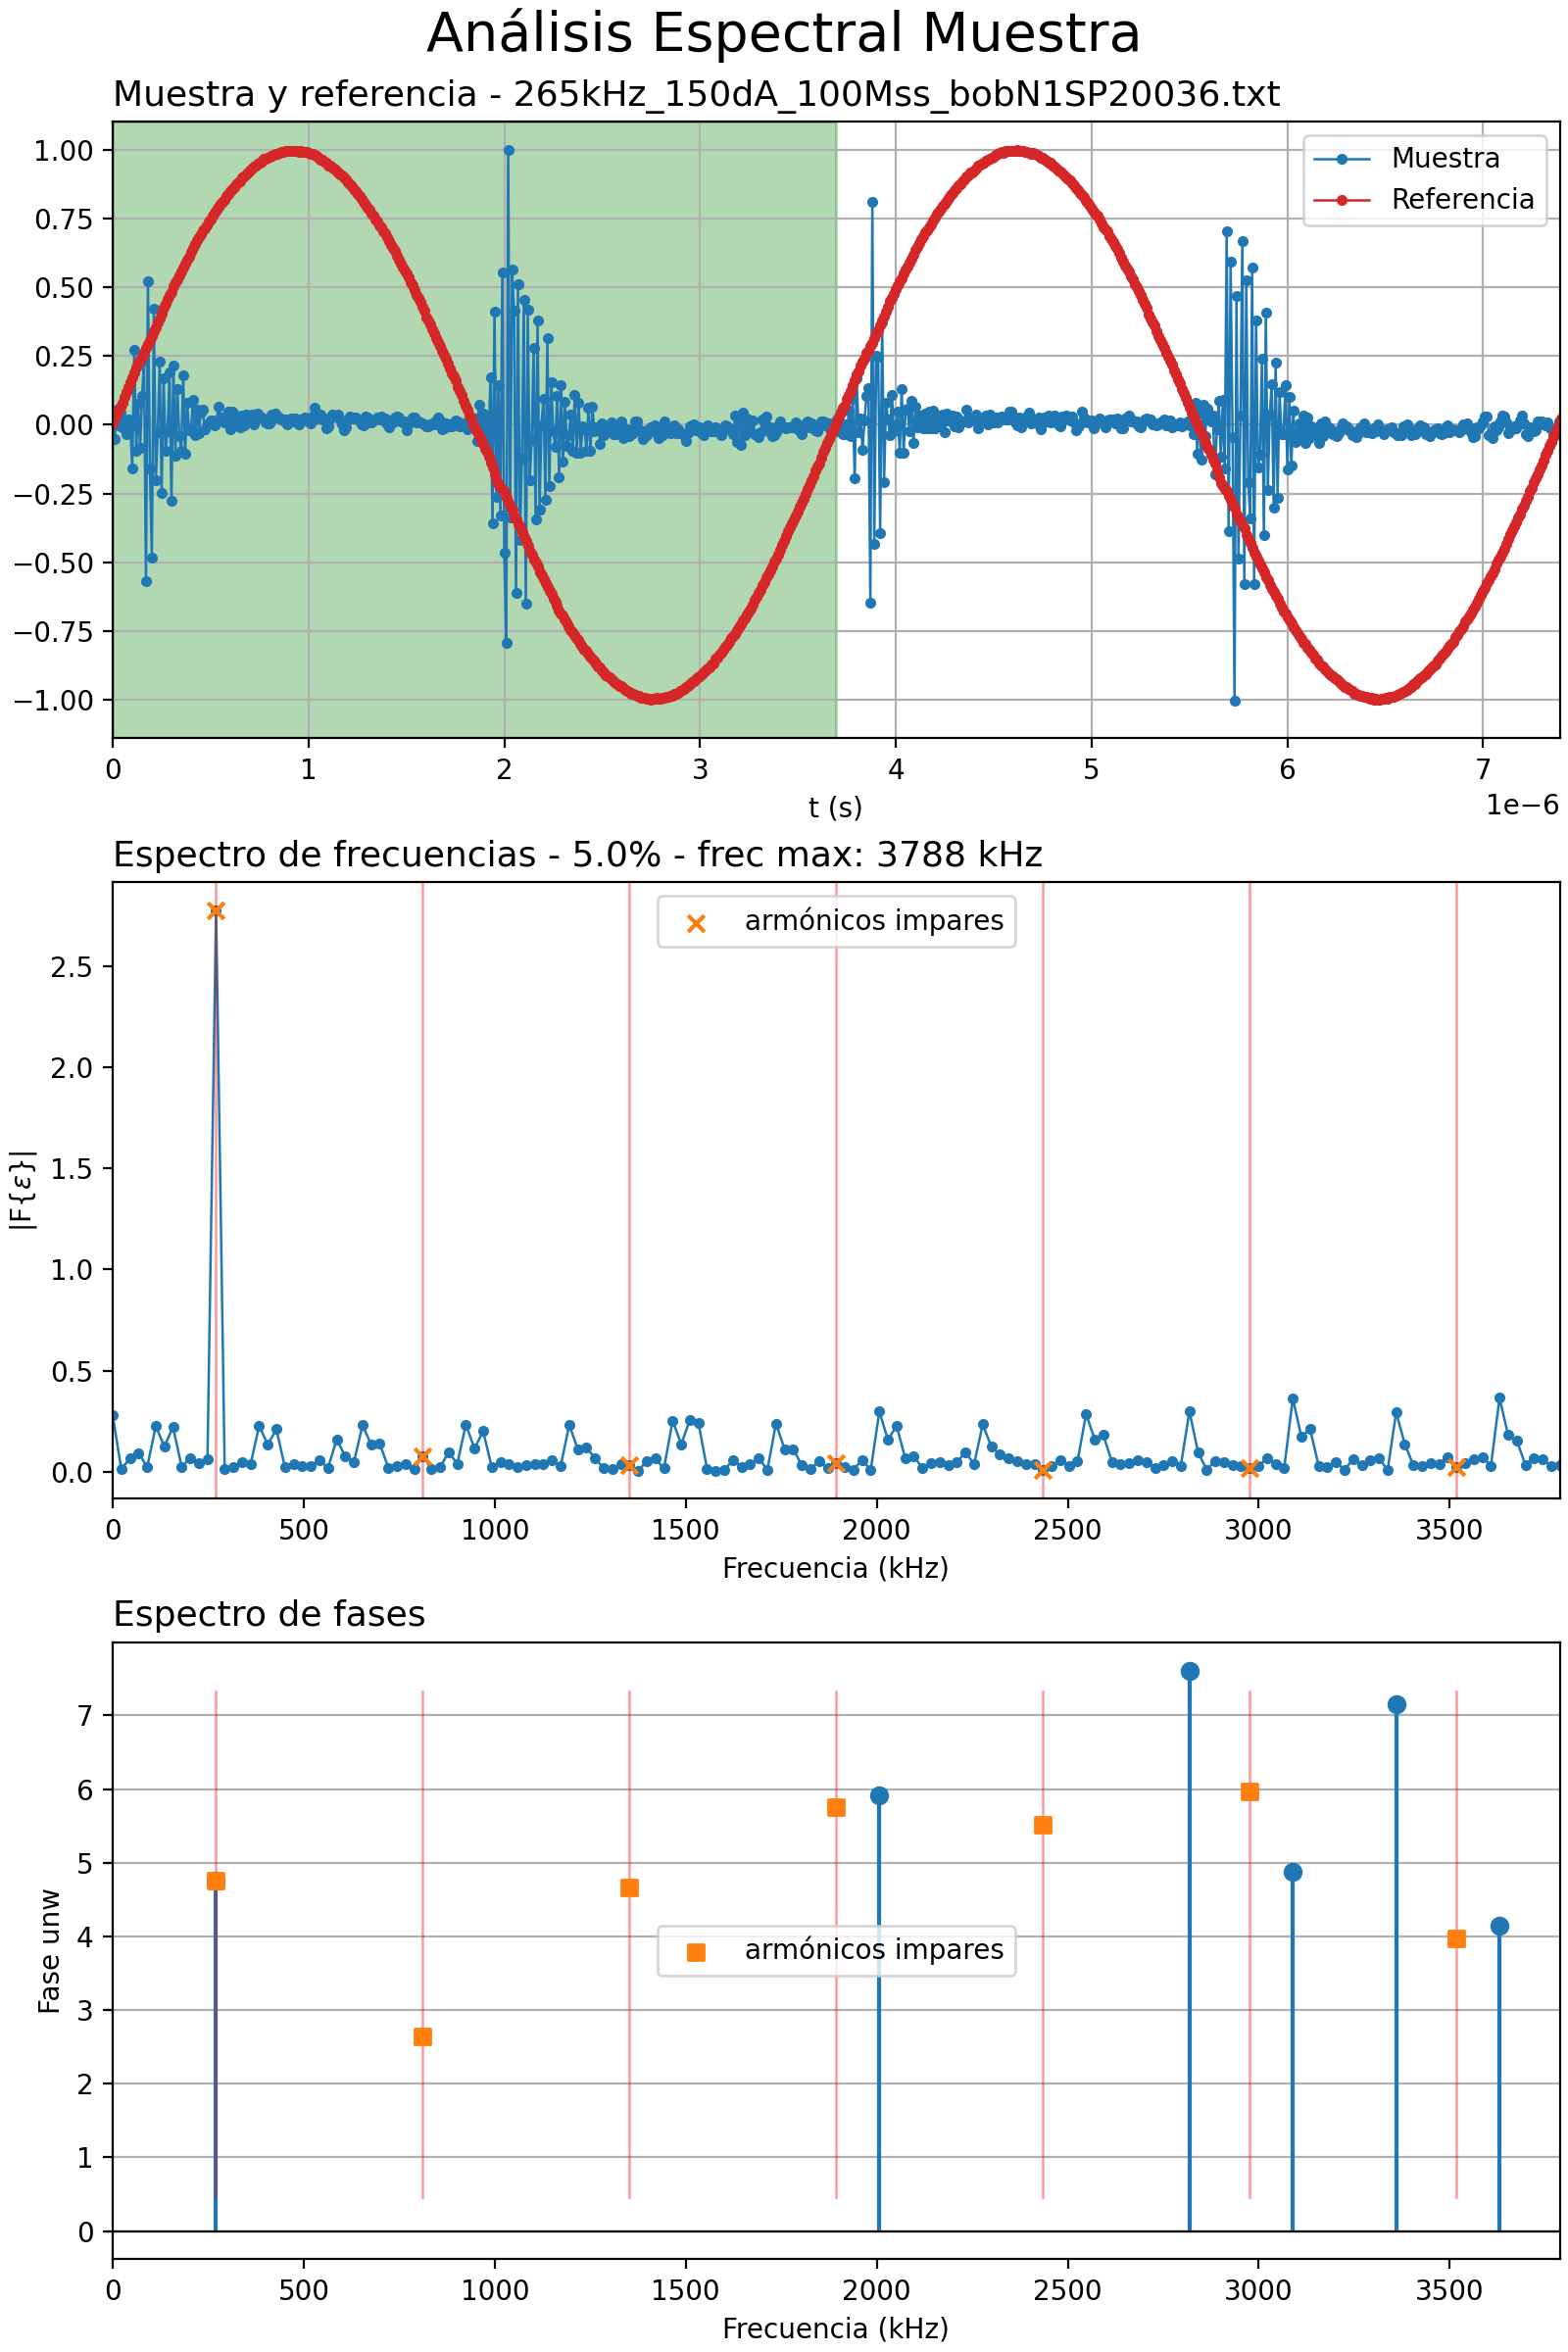 Análisis Espectral Muestra
Muestra y referencia - 265kHz_150dA_100Mss_bobN1SP20036.txt
Muestra
Referencia
1.00
0.75
0.50
0.25
0.00
−0.25
−0.50
−0.75
−1.00
0 1 2 3 4 5 6 7
1e−6
t (s)
Espectro de frecuencias - 5.0% - frec max: 3788 kHz
armónicos impares
|F{ε}|
2.5
2.0
1.5
1.0
0.5
0.0
0 500 1000 1500 2000 2500 3000 3500
Frecuencia (kHz)
Espectro de fases
Fase unw
7
6
5
4
3
2
1
0
armónicos impares
0 500 1000 1500 2000 2500 3000 3500
Frecuencia (kHz)